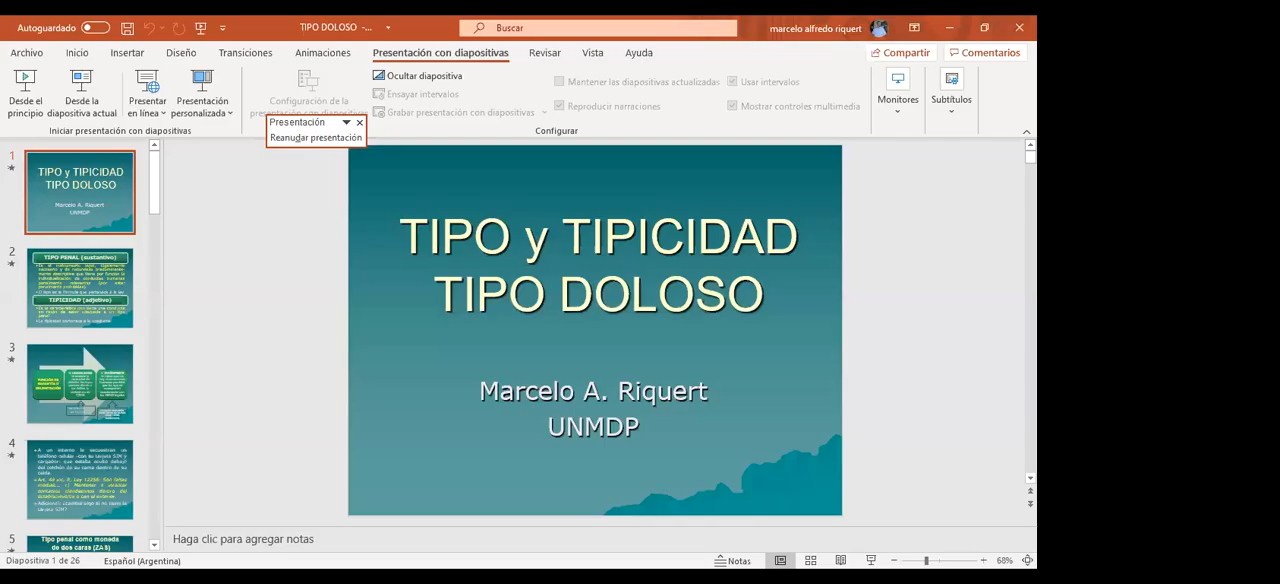 Autoguardado
TIPO DOLOSO -...
Buscar
marcelo alfredo riquert
Archivo Inicio Insertar Diseño Transiciones Animaciones Presentación con diapositivas Revisar Vista Ayuda
Compartir Comentarios
Desde el principio
Desde la diapositiva actual
Presentar en línea
Presentación personalizada
Iniciar presentación con diapositivas
Configuración de la
presentación con diapositivas
Presentación
Reanudar presentación
Ocultar diapositiva
Ensayar intervalos
Grabar presentación con diapositivas
Mantener las diapositivas actualizadas
Reproducir narraciones
Usar intervalos
Mostrar controles multimedia
Configurar
Monitores
Subtítulos
1
TIPO y TIPICIDAD
TIPO DOLOSO
Marcelo A. Riquert
UNMDP
2
TIPO PENAL (sustantivo)
TIPICIDAD (adjetivo)
3
4
5
Tipo penal como moneda
de dos caras (ZAS)
TIPO y TIPICIDAD
TIPO DOLOSO
Marcelo A. Riquert
UNMDP
Haga clic para agregar notas
Diapositiva 1 de 26
Español (Argentina)
Notas
68%